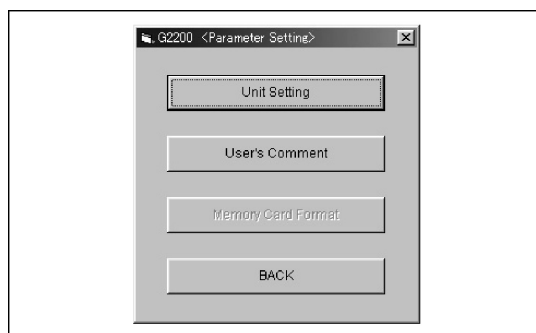 G2200 <Parameter Setting>
Unit Setting
User's Comment
Memory Card Format
BACK